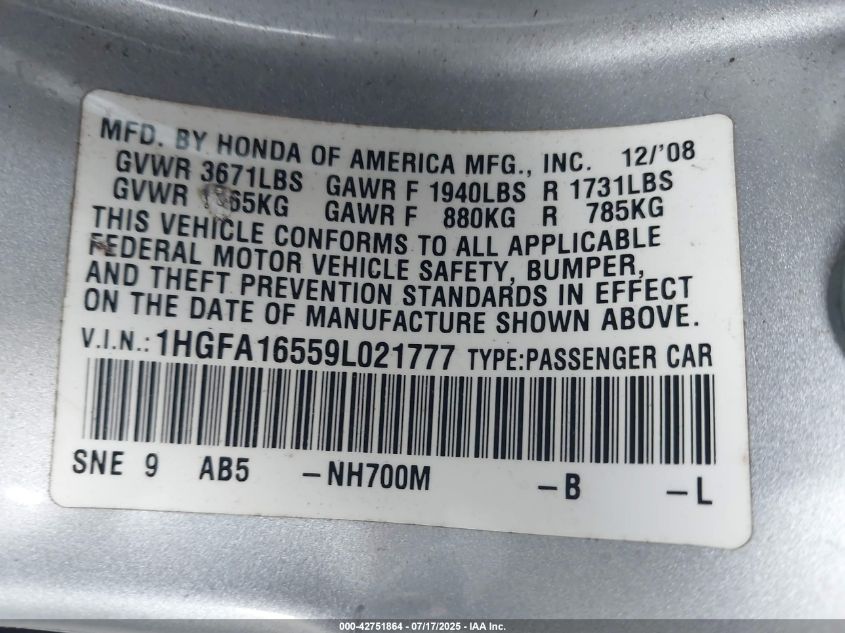 MFD. BY HONDA OF AMERICA MFG., INC. 12/'08
GVWR 3671LBS GAWR F 1940LBS R 1731LBS
GVWR GAWR F 880KG R 785KG
THIS VEHICLE CONFORMS TO ALL APPLICABLE
FEDERAL MOTOR VEHICLE SAFETY, BUMPER,
AND THEFT PREVENTION STANDARDS IN EFFECT
ON THE DATE OF MANUFACTURE SHOWN ABOVE.
V.I.N.: 1HGFA16559L021777 TYPE:PASSENGER CAR
SNE 9 AB5 -NH700M -B -L
000-42751864 | 07/17/2025 - IAA Inc.